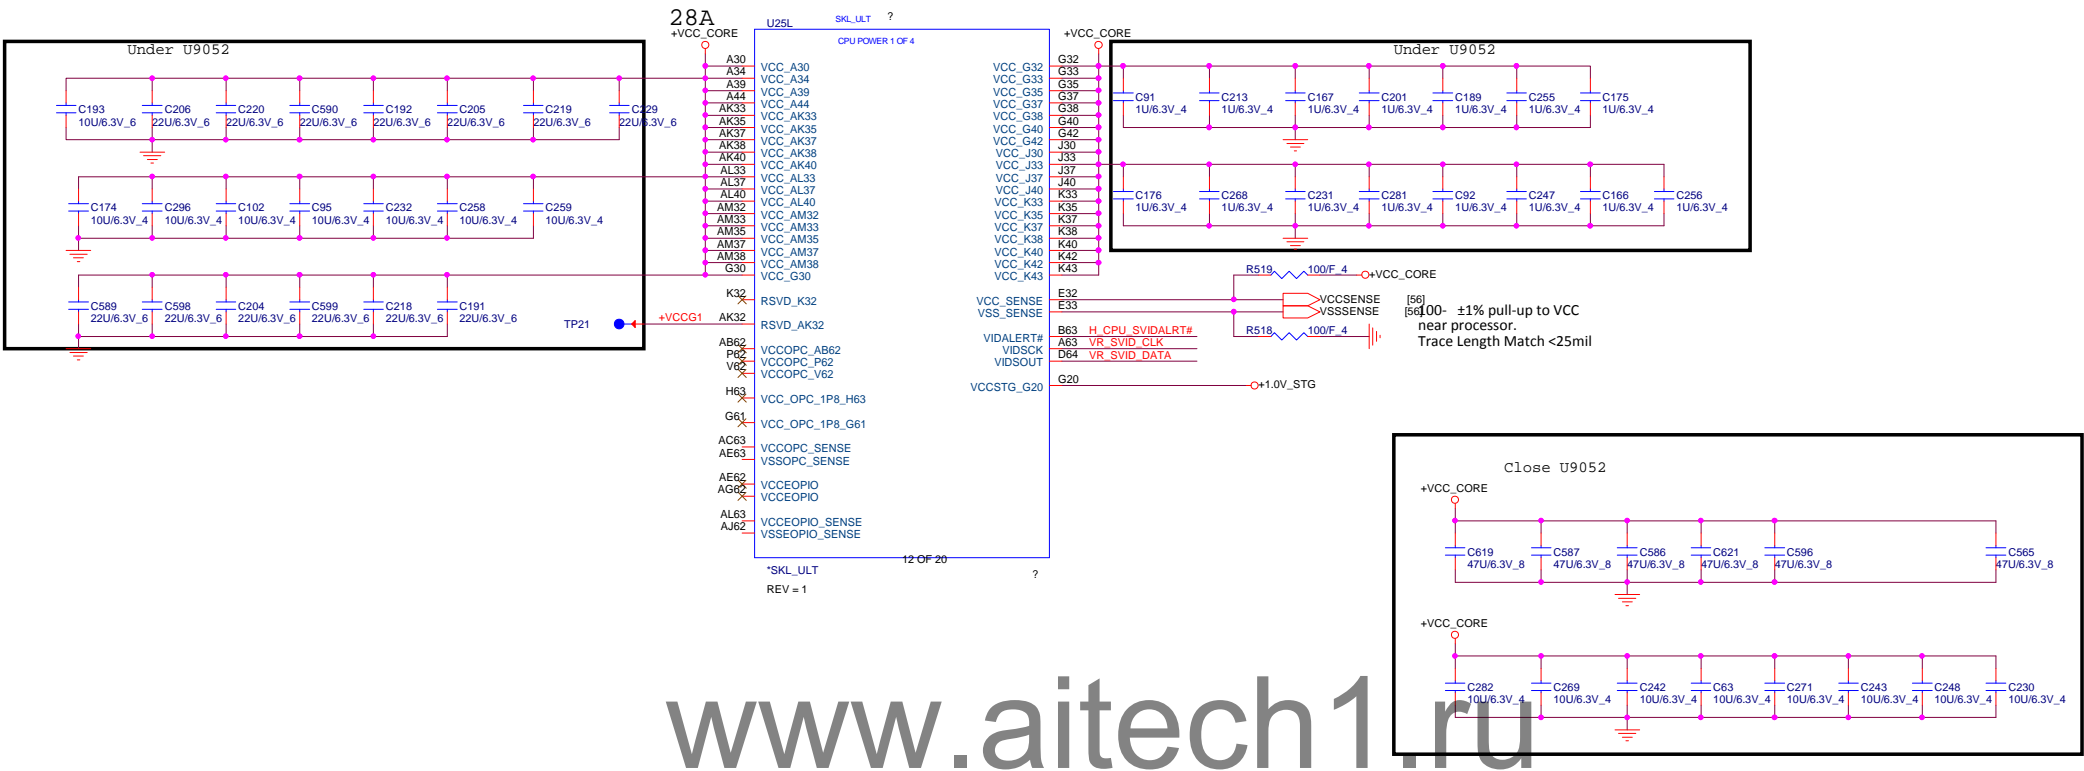 28A
+VCC_CORE
U25L
SKL_ULT ?
CPU POWER 1 OF 4
+VCC_CORE
Under U9052
C193 C206 C220 C590 C192 C205 C219 C229
10U/6.3V_6 22U/6.3V_6 22U/6.3V_6 22U/6.3V_6 22U/6.3V_6 22U/6.3V_6 22U/6.3V_6 22U/6.3V_6
C174 C296 C102 C95 C232 C258 C259
10U/6.3V_4 10U/6.3V_4 10U/6.3V_4 10U/6.3V_4 10U/6.3V_4 10U/6.3V_4 10U/6.3V_4
C589 C598 C204 C599 C218 C191
22U/6.3V_6 22U/6.3V_6 22U/6.3V_6 22U/6.3V_6 22U/6.3V_6 22U/6.3V_6
TP21 +VCCG1
A30 VCC_A30
A34 VCC_A34
A39 VCC_A39
A44 VCC_A44
AK33 VCC_AK33
AK35 VCC_AK35
AK37 VCC_AK37
AK38 VCC_AK38
AK40 VCC_AK40
AL33 VCC_AL33
AL37 VCC_AL37
AL40 VCC_AL40
AM32 VCC_AM32
AM33 VCC_AM33
AM35 VCC_AM35
AM37 VCC_AM37
AM38 VCC_AM38
G30 VCC_G30
K32 RSVD_K32
AK32 RSVD_AK32
AB62 VCCOPC_AB62
P62 VCCOPC_P62
V62 VCCOPC_V62
H63 VCC_OPC_1P8_H63
G61 VCC_OPC_1P8_G61
AC63 VCCOPC_SENSE
AE63 VSSOPC_SENSE
AE62 VCCEOPIO
AG62 VCCEOPIO
AL63 VCCEOPIO_SENSE
AJ62 VSSEOPIO_SENSE
VCC_G32 G32
VCC_G33 G33
VCC_G35 G35
VCC_G37 G37
VCC_G38 G38
VCC_G40 G40
VCC_G42 G42
VCC_J30 J30
VCC_J33 J33
VCC_J37 J37
VCC_J40 J40
VCC_K33 K33
VCC_K35 K35
VCC_K37 K37
VCC_K38 K38
VCC_K40 K40
VCC_K42 K42
VCC_K43 K43
VCC_SENSE E32
VSS_SENSE E33
VIDALERT# B63 H_CPU_SVIDALRT#
VIDSCK A63 VR_SVID_CLK
VIDSOUT D64 VR_SVID_DATA
VCCSTG_G20 G20 +1.0V_STG
12 OF 20
*SKL_ULT ?
REV = 1
Under U9052
C91 C213 C167 C201 C189 C255 C175
1U/6.3V_4 1U/6.3V_4 1U/6.3V_4 1U/6.3V_4 1U/6.3V_4 1U/6.3V_4 1U/6.3V_4
C176 C268 C231 C281 C92 C247 C166 C256
1U/6.3V_4 1U/6.3V_4 1U/6.3V_4 1U/6.3V_4 1U/6.3V_4 1U/6.3V_4 1U/6.3V_4 1U/6.3V_4
R519 100/F_4 +VCC_CORE
VCCSENSE [56]
VSSSENSE [56]
R518 100/F_4
100- ±1% pull-up to VCC
near processor.
Trace Length Match <25mil
Close U9052
+VCC_CORE
C619 C587 C586 C621 C596 C565
47U/6.3V_8 47U/6.3V_8 47U/6.3V_8 47U/6.3V_8 47U/6.3V_8 47U/6.3V_8
+VCC_CORE
C282 C269 C242 C63 C271 C243 C248 C230
10U/6.3V_4 10U/6.3V_4 10U/6.3V_4 10U/6.3V_4 10U/6.3V_4 10U/6.3V_4 10U/6.3V_4 10U/6.3V_4
www.aitech1.ru